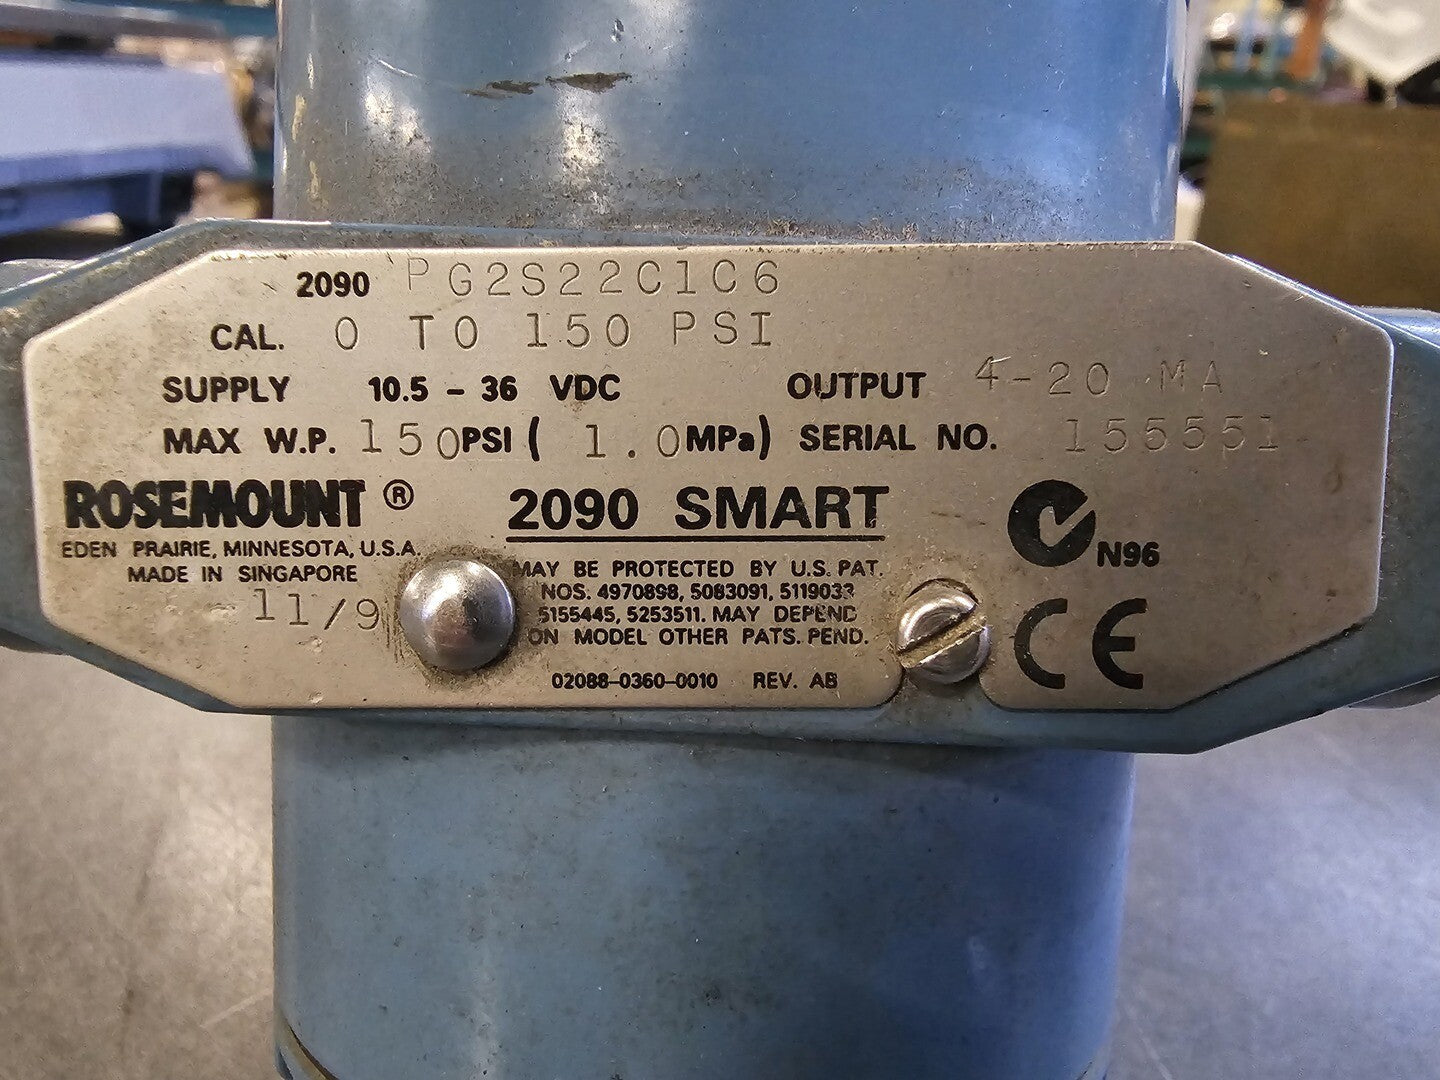 2090 PG2S22C1C6
CAL. 0 TO 150 PSI
SUPPLY 10.5 - 36 VDC OUTPUT 4-20 MA
MAX W.P. 150 PSI ( 1.0 MPa) SERIAL NO. 155551
ROSEMOUNT ® 2090 SMART
EDEN PRAIRIE, MINNESOTA, U.S.A.
MADE IN SINGAPORE
11/9
MAY BE PROTECTED BY U.S. PAT.
NOS. 4970898, 5083091, 5119033
5155445, 5253511. MAY DEPEND
ON MODEL OTHER PATS. PEND.
02088-0360-0010 REV. AB
N96
CE